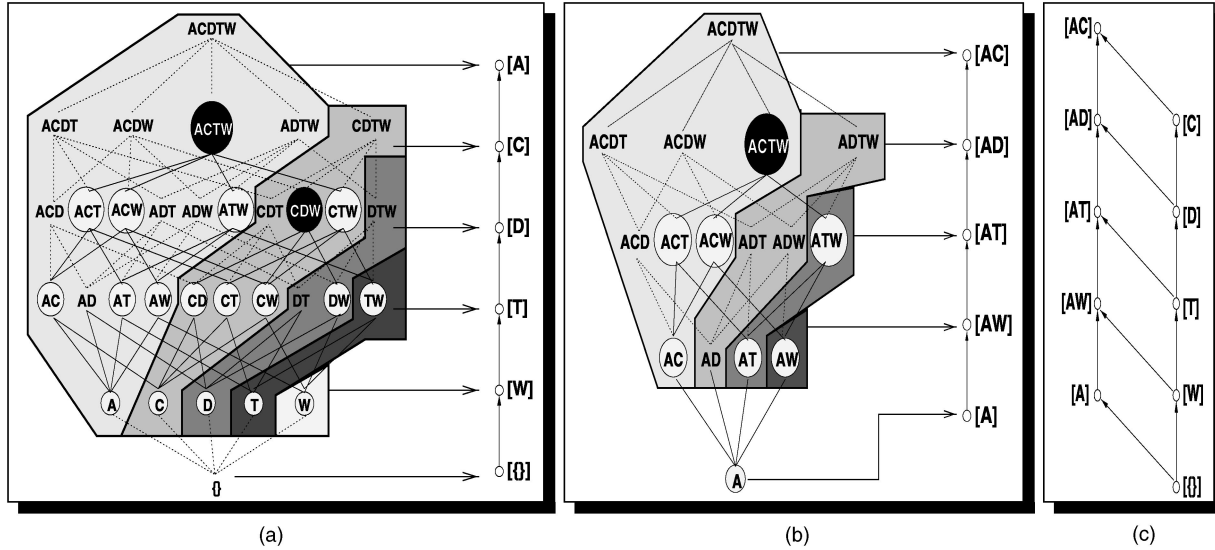 ACDTW
ACDT ACDW ACTW ADTW CDTW
ACD ACT ACW ADT ADW ATW CDT CDW CTW DTW
AC AD AT AW CD CT CW DT DW TW
A C D T W
{}
[A]
[C]
[D]
[T]
[W]
[{}]
(a)
ACDTW
ACDT ACDW ACTW ADTW
ACD ACT ACW ADT ADW ATW
AC AD AT AW
A
[AC]
[AD]
[AT]
[AW]
[A]
(b)
[AC]
[AD]
[C]
[AT]
[D]
[AW]
[T]
[A]
[W]
[{}]
(c)